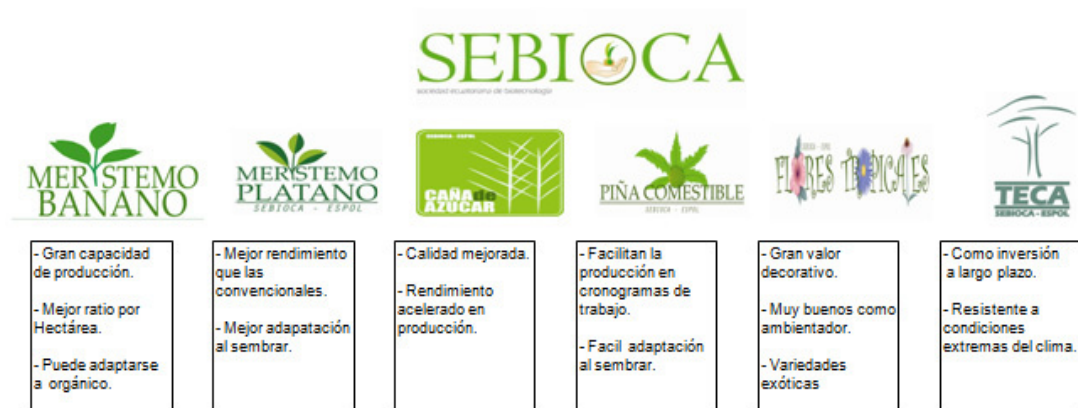 SEBIOCA
sociedad ecuatoriana de biotecnología
MERISTEMO
BANANO
MERISTEMO
PLATANO
SEBIOCA - ESPOL
SEBIOCA - ESPOL
CAÑA de
AZUCAR
PIÑA COMESTIBLE
SEBIOCA - ESPOL
SEBIOCA - ESPOL
FLORES TROPICALES
TECA
SEBIOCA - ESPOL
- Gran capacidad
de producción.
- Mejor ratio por
Hectárea.
- Puede adaptarse
a orgánico.
- Mejor rendimiento
que las
convencionales.
- Mejor adapatación
al sembrar.
- Calidad mejorada.
- Rendimiento
acelerado en
producción.
- Facilitan la
producción en
cronogramas de
trabajo.
- Facil adaptación
al sembrar.
- Gran valor
decorativo.
- Muy buenos como
ambientador.
- Variedades
exóticas
- Como inversión
a largo plazo.
- Resistente a
condiciones
extremas del clima.